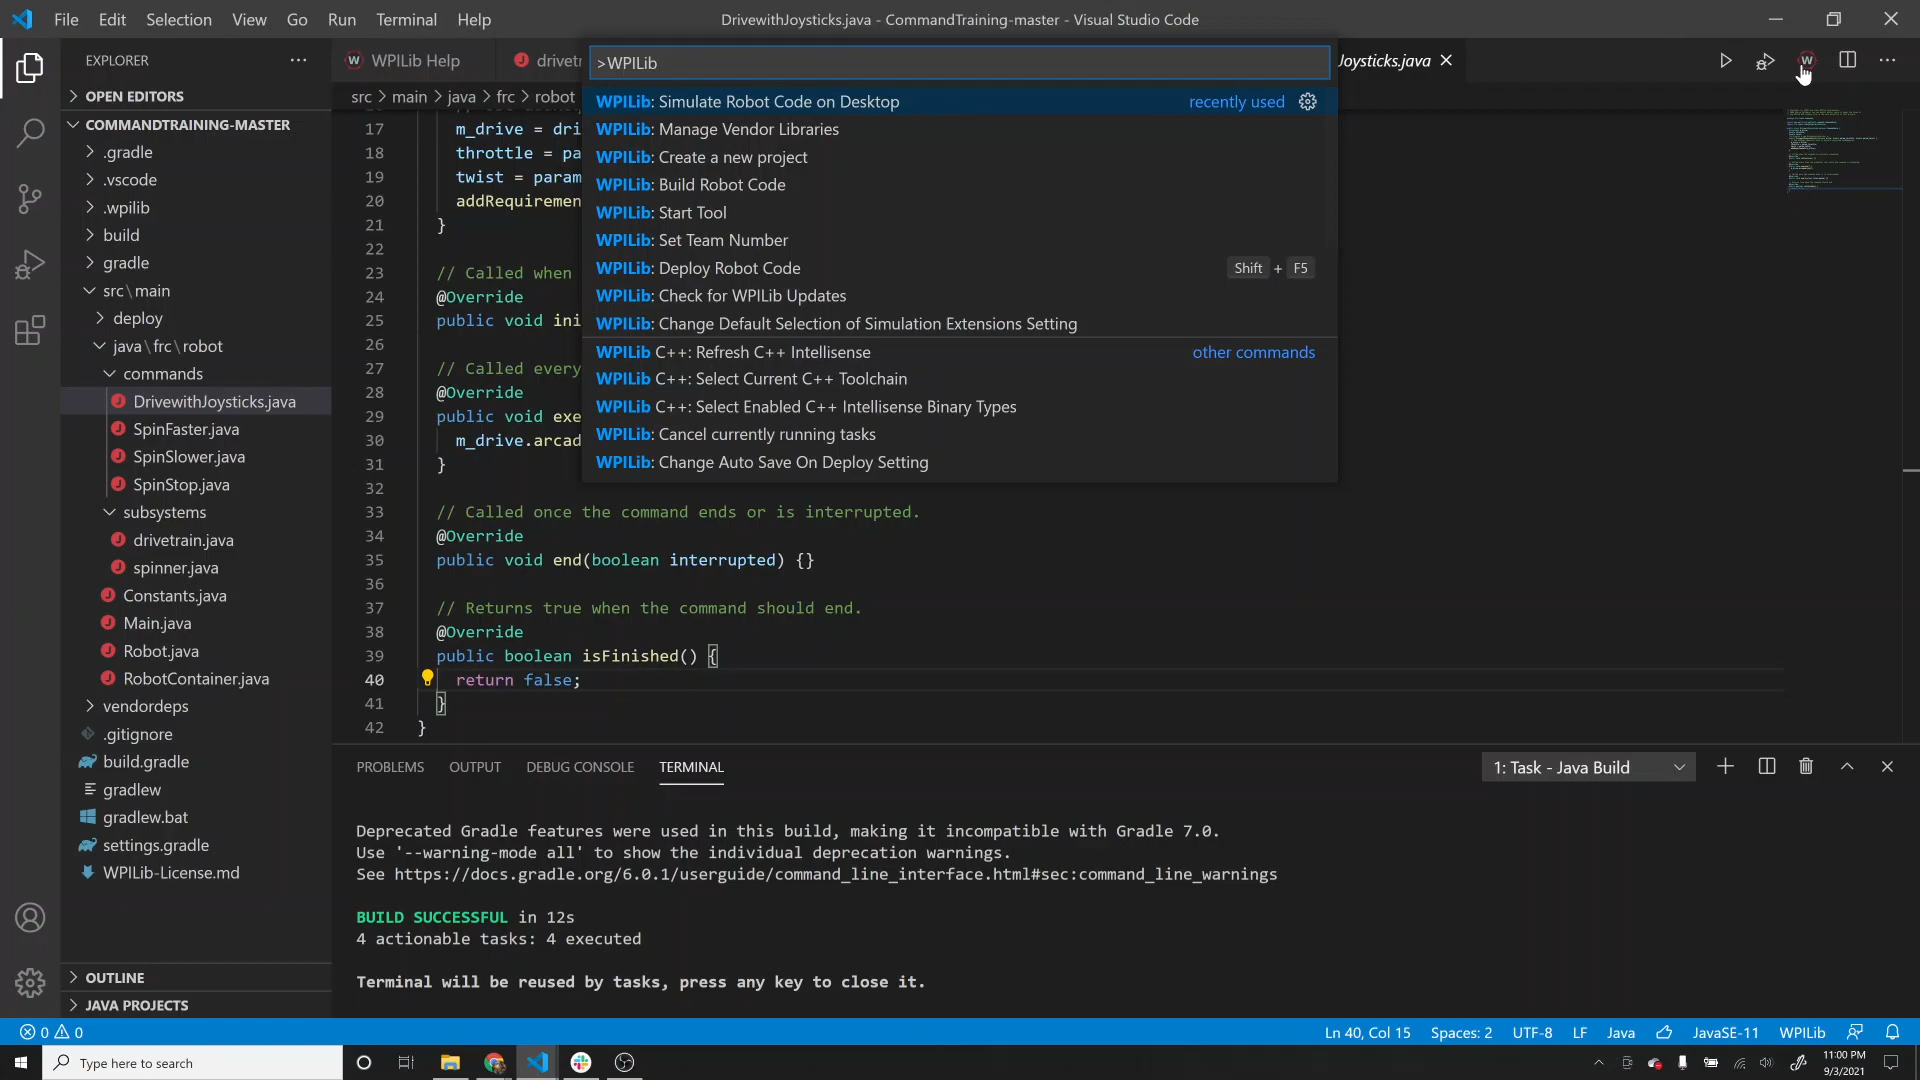 File Edit Selection View Go Run Terminal Help
DrivewithJoysticks.java - CommandTraining-master - Visual Studio Code
EXPLORER
WPILib Help
Joysticks.java
>WPILib
OPEN EDITORS
COMMANDTRAINING-MASTER
.gradle
.vscode
.wpilib
build
gradle
src\main
deploy
java\frc\robot
commands
DrivewithJoysticks.java
SpinFaster.java
SpinSlower.java
SpinStop.java
subsystems
drivetrain.java
spinner.java
Constants.java
Main.java
Robot.java
RobotContainer.java
vendordeps
.gitignore
build.gradle
gradlew
gradlew.bat
settings.gradle
WPILib-License.md
OUTLINE
JAVA PROJECTS
src > main > java > frc > robot
WPILib: Simulate Robot Code on Desktop recently used
WPILib: Manage Vendor Libraries
WPILib: Create a new project
WPILib: Build Robot Code
WPILib: Start Tool
WPILib: Set Team Number
WPILib: Deploy Robot Code Shift + F5
WPILib: Check for WPILib Updates
WPILib: Change Default Selection of Simulation Extensions Setting
WPILib C++: Refresh C++ Intellisense other commands
WPILib C++: Select Current C++ Toolchain
WPILib C++: Select Enabled C++ Intellisense Binary Types
WPILib: Cancel currently running tasks
WPILib: Change Auto Save On Deploy Setting
17 m_drive = dri
18 throttle = pa
19 twist = param
20 addRequiremen
21 }
22
23 // Called when
24 @Override
25 public void ini
26
27 // Called every
28 @Override
29 public void exe
30 m_drive.arcad
31 }
32
33 // Called once the command ends or is interrupted.
34 @Override
35 public void end(boolean interrupted) {}
36
37 // Returns true when the command should end.
38 @Override
39 public boolean isFinished() {
40 return false;
41 }
42 }
PROBLEMS OUTPUT DEBUG CONSOLE TERMINAL
1: Task - Java Build
Deprecated Gradle features were used in this build, making it incompatible with Gradle 7.0.
Use '--warning-mode all' to show the individual deprecation warnings.
See https://docs.gradle.org/6.0.1/userguide/command_line_interface.html#sec:command_line_warnings
BUILD SUCCESSFUL in 12s
4 actionable tasks: 4 executed
Terminal will be reused by tasks, press any key to close it.
0 0
Ln 40, Col 15 Spaces: 2 UTF-8 LF Java JavaSE-11 WPILib
Type here to search
11:00 PM
9/3/2021